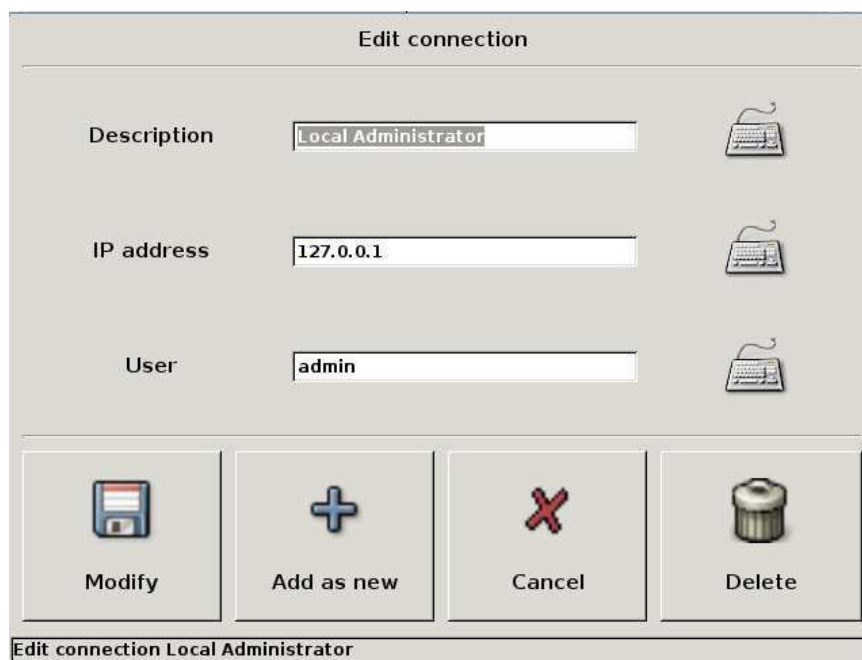 Edit connection
Description
Local Administrator
IP address
127.0.0.1
User
admin
Modify
Add as new
Cancel
Delete
Edit connection Local Administrator